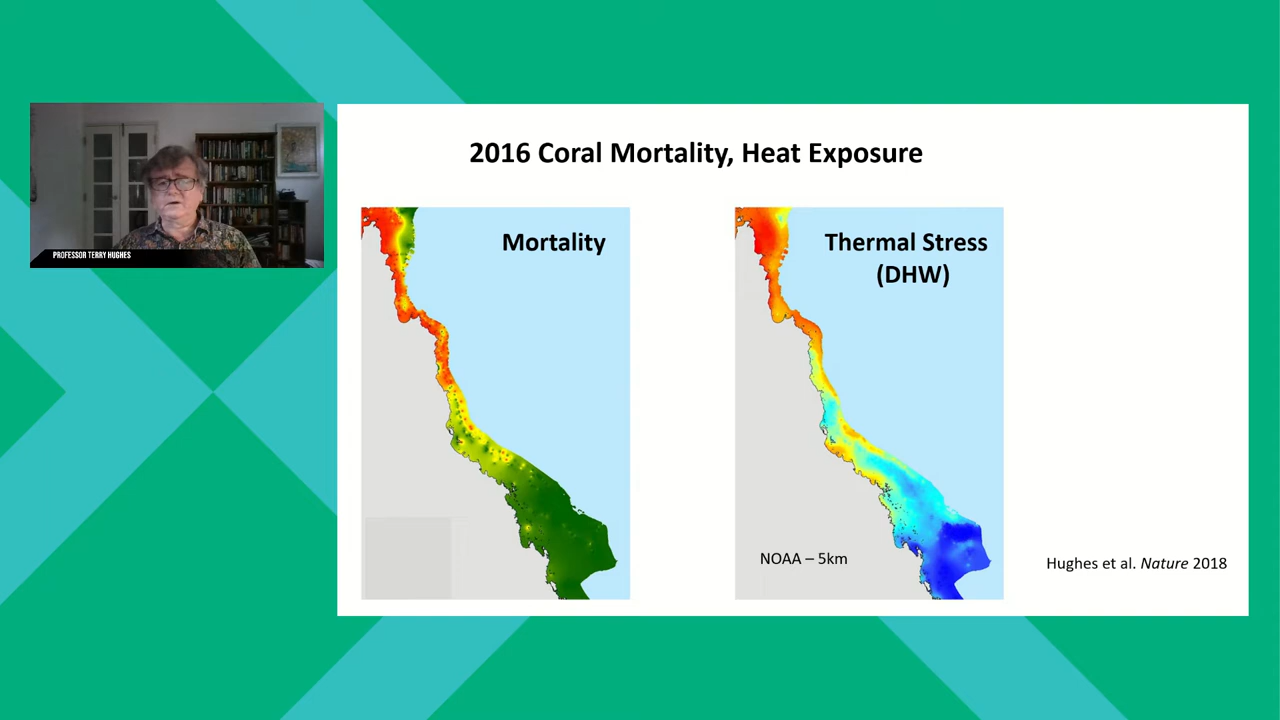 PROFESSOR TERRY HUGHES
2016 Coral Mortality, Heat Exposure
Mortality
Thermal Stress
(DHW)
NOAA – 5km
Hughes et al. Nature 2018